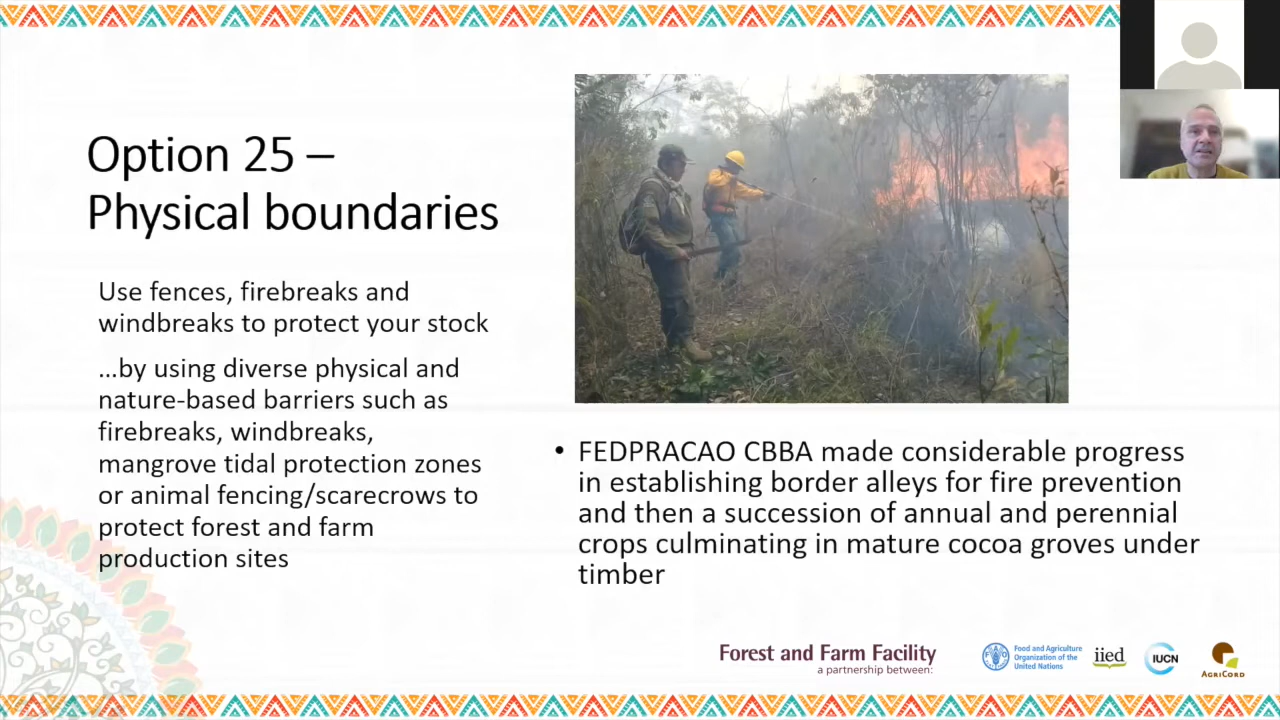 Option 25 –
Physical boundaries
Use fences, firebreaks and
windbreaks to protect your stock
...by using diverse physical and
nature-based barriers such as
firebreaks, windbreaks,
mangrove tidal protection zones
or animal fencing/scarecrows to
protect forest and farm
production sites
• FEDPRACAO CBBA made considerable progress
in establishing border alleys for fire prevention
and then a succession of annual and perennial
crops culminating in mature cocoa groves under
timber
Forest and Farm Facility
a partnership between:
Food and Agriculture
Organization of the
United Nations
iied
IUCN
AGRICORD